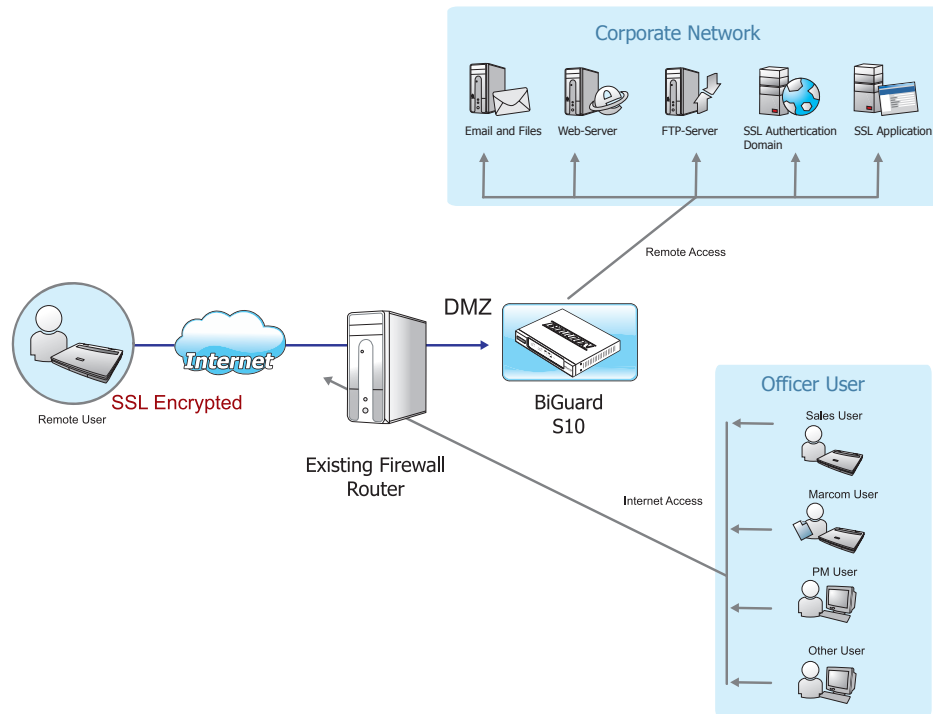 Corporate Network
Email and Files
Web-Server
FTP-Server
SSL Authertication
Domain
SSL Application
Remote Access
DMZ
Internet
SSL Encrypted
Remote User
BiGuard
S10
Existing Firewall
Router
Officer User
Sales User
Internet Access
Marcom User
PM User
Other User